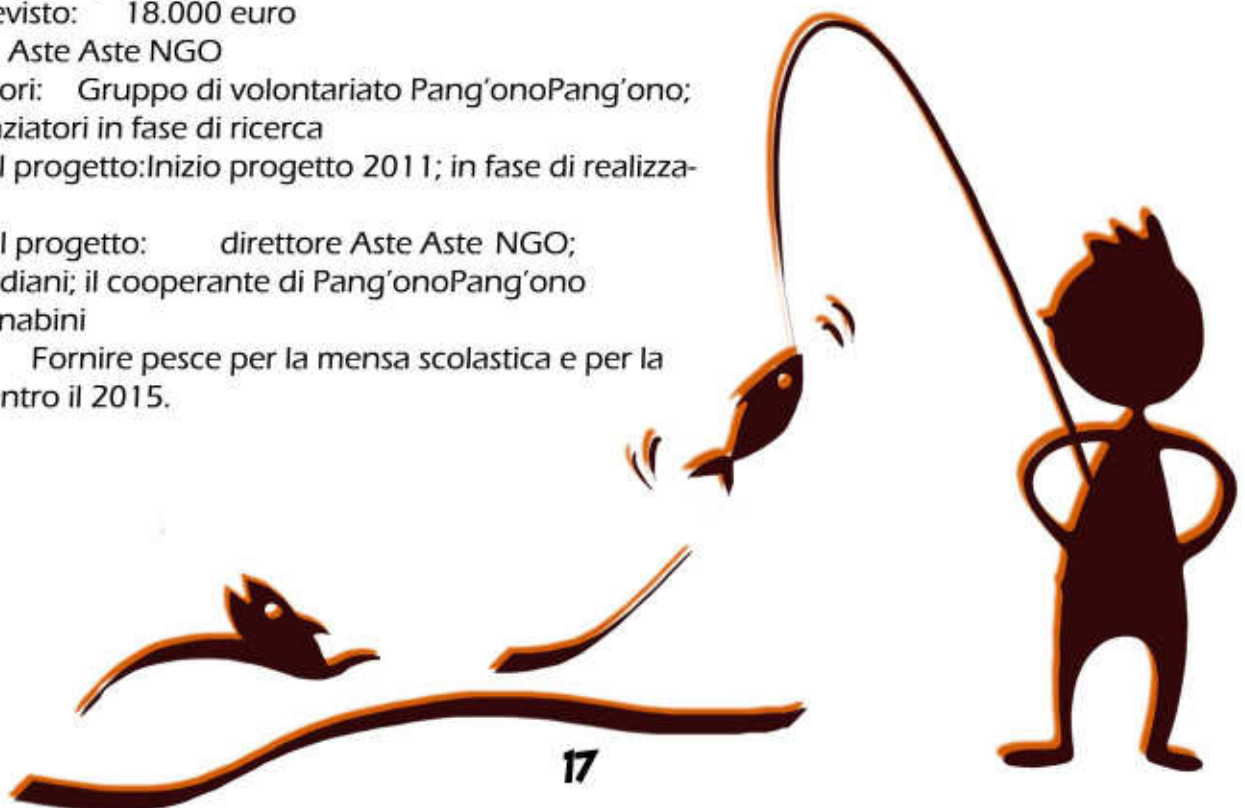 evisto: 18.000 euro
Aste Aste NGO
ori: Gruppo di volontariato Pang'onoPang'ono;
ziatori in fase di ricerca
l progetto:Inizio progetto 2011; in fase di realizza-
l progetto: direttore Aste Aste NGO;
diani; il cooperante di Pang'onoPang'ono
nabini
Fornire pesce per la mensa scolastica e per la
ntro il 2015.
17